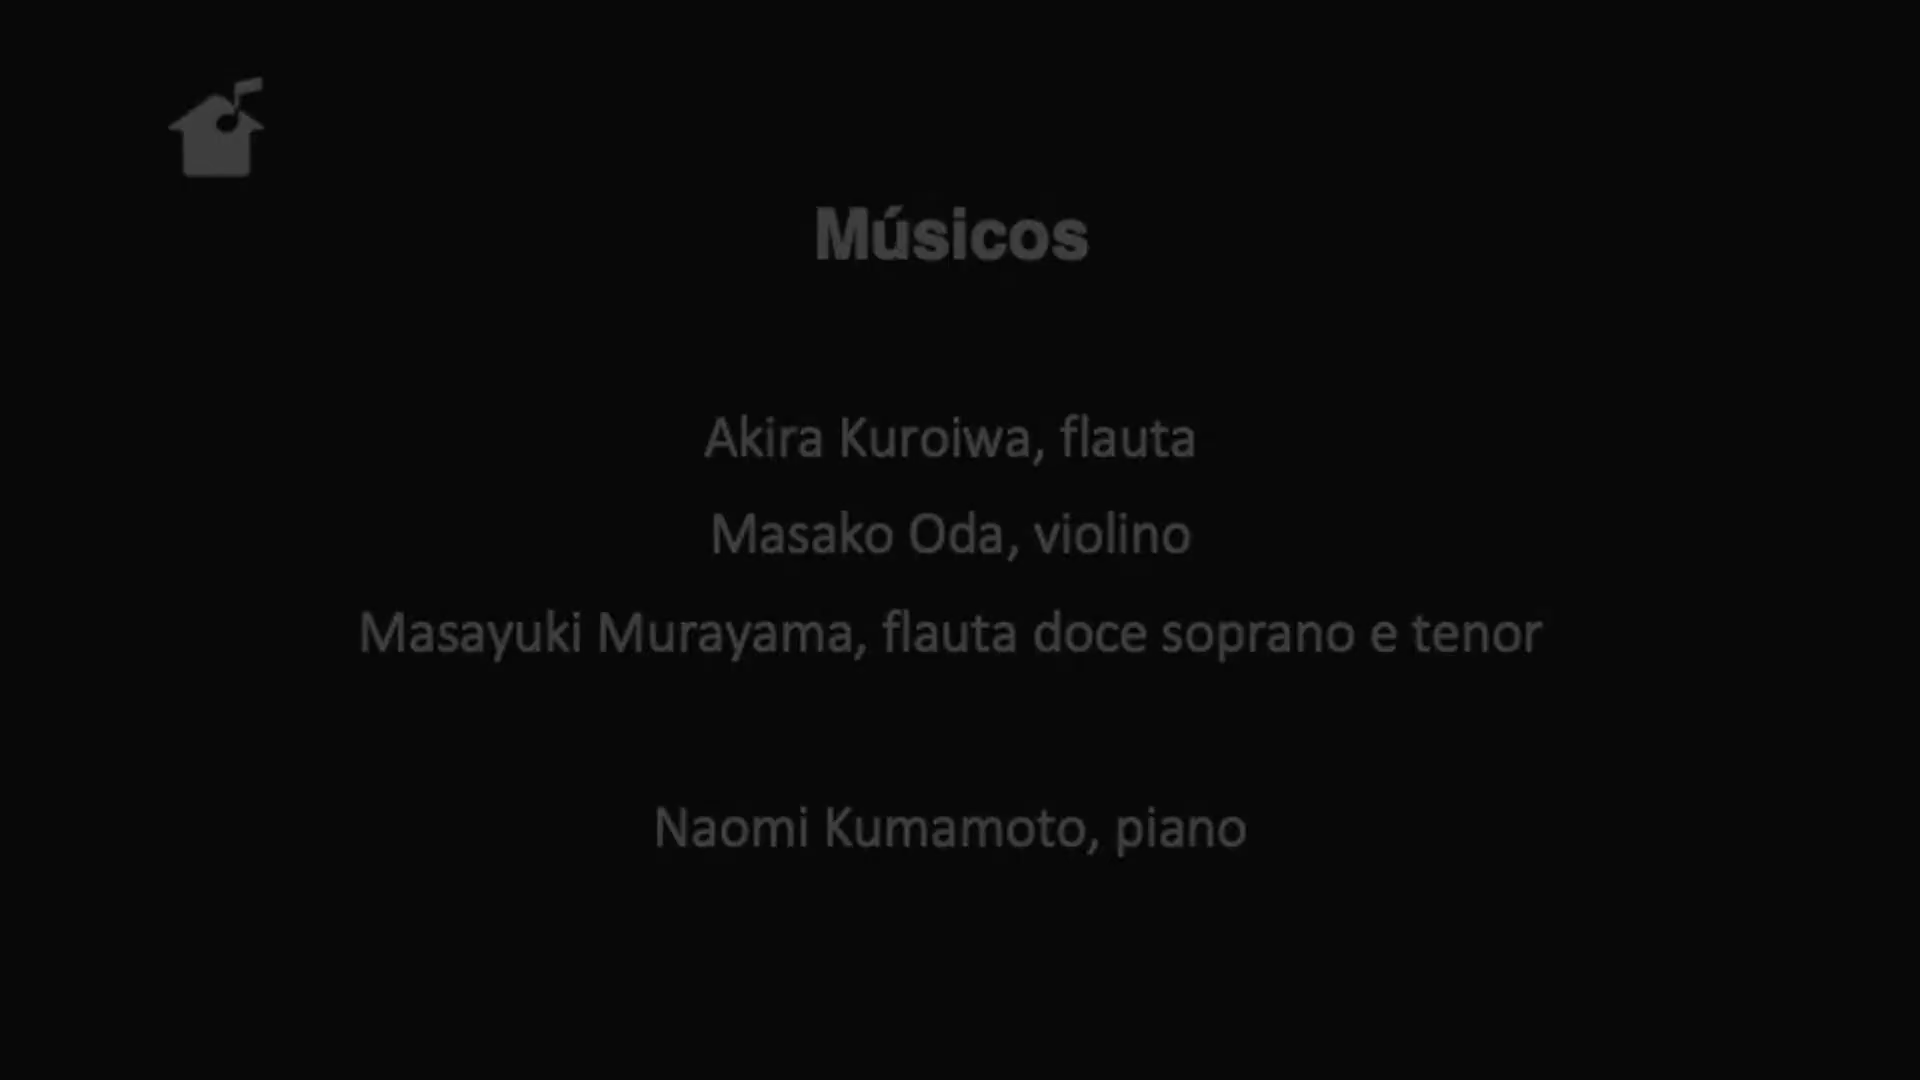 Músicos
Akira Kuroiwa, flauta
Masako Oda, violino
Masayuki Murayama, flauta doce soprano e tenor
Naomi Kumamoto, piano